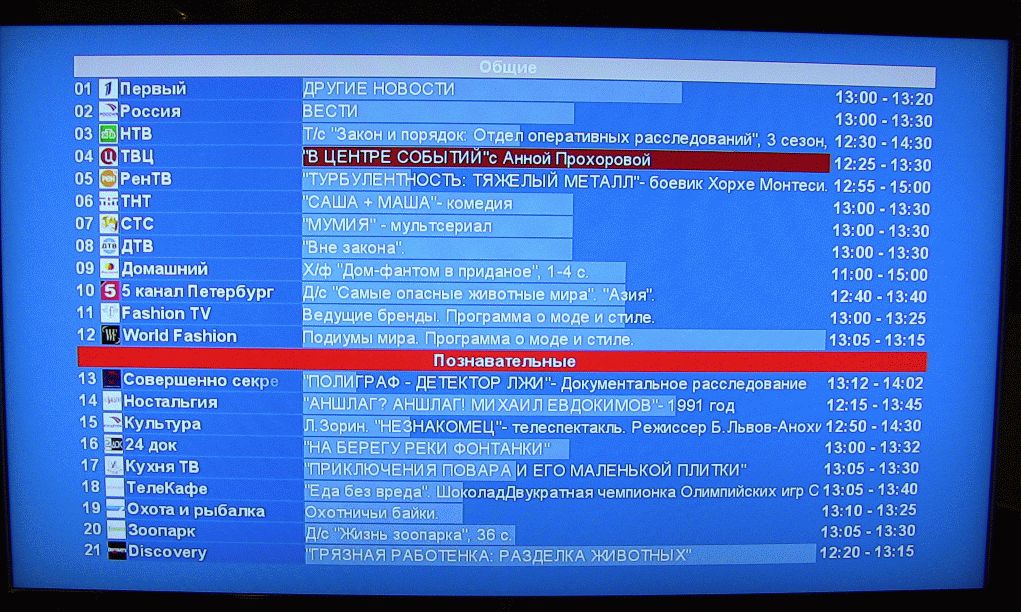 Общие
01 Первый ДРУГИЕ НОВОСТИ 13:00 - 13:20
02 Россия ВЕСТИ 13:00 - 13:30
03 НТВ Т/с "Закон и порядок: Отдел оперативных расследований", 3 сезон, 12:30 - 14:30
04 ТВЦ "В ЦЕНТРЕ СОБЫТИЙ"с Анной Прохоровой 12:25 - 13:30
05 РенТВ "ТУРБУЛЕНТНОСТЬ: ТЯЖЕЛЫЙ МЕТАЛЛ"- боевик Хорхе Монтеси. 12:55 - 15:00
06 ТНТ "САША + МАША"- комедия 13:00 - 13:30
07 СТС "МУМИЯ" - мультсериал 13:00 - 13:30
08 ДТВ "Вне закона". 13:00 - 13:30
09 Домашний Х/ф "Дом-фантом в приданое", 1-4 с. 11:00 - 15:00
10 5 5 канал Петербург Д/с "Самые опасные животные мира". "Азия". 12:40 - 13:40
11 Fashion TV Ведущие бренды. Программа о моде и стиле. 13:00 - 13:25
12 WF World Fashion Подиумы мира. Программа о моде и стиле. 13:05 - 13:15
Познавательные
13 Совершенно секре "ПОЛИГРАФ - ДЕТЕКТОР ЛЖИ"- Документальное расследование 13:12 - 14:02
14 Ностальгия "АНШЛАГ? АНШЛАГ! МИХАИЛ ЕВДОКИМОВ"- 1991 год 12:15 - 13:45
15 Культура Л.Зорин. "НЕЗНАКОМЕЦ"- телеспектакль. Режиссер Б.Львов-Анохи 12:50 - 14:30
16 24 док "НА БЕРЕГУ РЕКИ ФОНТАНКИ" 13:00 - 13:32
17 Кухня ТВ "ПРИКЛЮЧЕНИЯ ПОВАРА И ЕГО МАЛЕНЬКОЙ ПЛИТКИ" 13:05 - 13:30
18 ТелеКафе "Еда без вреда". ШоколадДвукратная чемпионка Олимпийских игр С 13:05 - 13:40
19 Охота и рыбалка Охотничьи байки. 13:10 - 13:25
20 Зоопарк Д/с "Жизнь зоопарка", 36 с. 13:05 - 13:30
21 Discovery "ГРЯЗНАЯ РАБОТЕНКА: РАЗДЕЛКА ЖИВОТНЫХ" 12:20 - 13:15